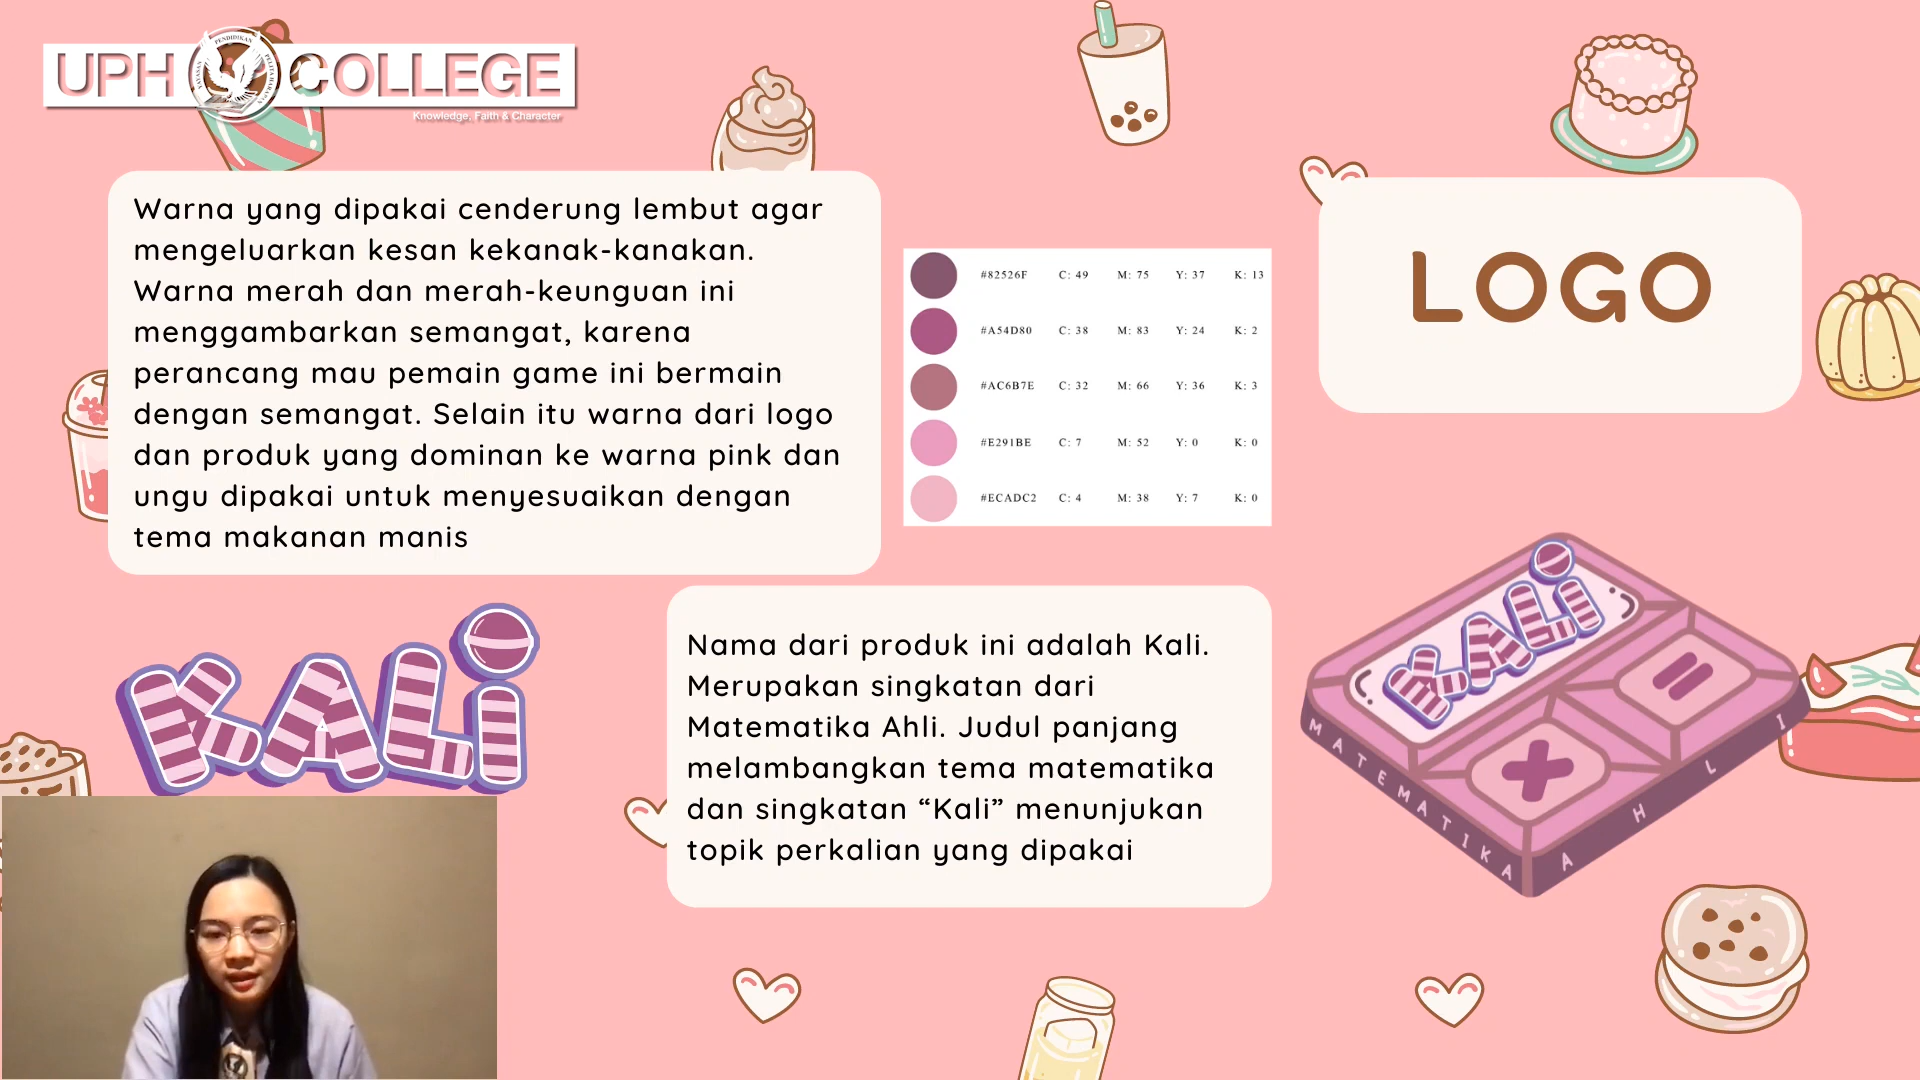 UPH COLLEGE
YAYASAN PENDIDIKAN PELITA HARAPAN
Knowledge, Faith & Character
Warna yang dipakai cenderung lembut agar
mengeluarkan kesan kekanak-kanakan.
Warna merah dan merah-keunguan ini
menggambarkan semangat, karena
perancang mau pemain game ini bermain
dengan semangat. Selain itu warna dari logo
dan produk yang dominan ke warna pink dan
ungu dipakai untuk menyesuaikan dengan
tema makanan manis
#82526F C: 49 M: 75 Y: 37 K: 13
#A54D80 C: 38 M: 83 Y: 24 K: 2
#AC6B7E C: 32 M: 66 Y: 36 K: 3
#E291BE C: 7 M: 52 Y: 0 K: 0
#ECADC2 C: 4 M: 38 Y: 7 K: 0
LOGO
KALi
Nama dari produk ini adalah Kali.
Merupakan singkatan dari
Matematika Ahli. Judul panjang
melambangkan tema matematika
dan singkatan “Kali” menunjukan
topik perkalian yang dipakai
KALi
MATEMATIKA
AHLI